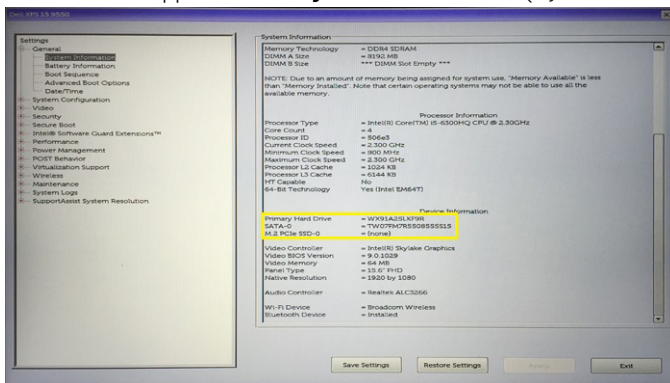 Dell XPS 15 9550
Settings
General
System Information
Battery Information
Boot Sequence
Advanced Boot Options
Date/Time
System Configuration
Video
Security
Secure Boot
Intel® Software Guard Extensions™
Performance
Power Management
POST Behavior
Virtualization Support
Wireless
Maintenance
System Logs
SupportAssist System Resolution
System Information
Memory Technology = DDR4 SDRAM
DIMM A Size = 8192 MB
DIMM B Size *** DIMM Slot Empty ***
NOTE: Due to an amount of memory being assigned for system use, "Memory Available" is less
than "Memory Installed". Note that certain operating systems may not be able to use all the
available memory.
Processor Information
Processor Type = Intel(R) Core(TM) i5-6300HQ CPU @ 2.30GHz
Core Count = 4
Processor ID = 506e3
Current Clock Speed = 2.300 GHz
Minimum Clock Speed = 800 MHz
Maximum Clock Speed = 2.300 GHz
Processor L2 Cache = 1024 KB
Processor L3 Cache = 6144 KB
HT Capable No
64-Bit Technology Yes (Intel EM64T)
Device Information
Primary Hard Drive
SATA-0
M.2 PCIe SSD-0 = (none)
Video Controller = Intel(R) Skylake Graphics
Video BIOS Version = 9.0.1029
Video Memory = 64 MB
Panel Type = 15.6" FHD
Native Resolution = 1920 by 1080
Audio Controller = Realtek ALC3266
Wi-Fi Device = Broadcom Wireless
Bluetooth Device = Installed
Save Settings
Restore Settings
Apply
Exit